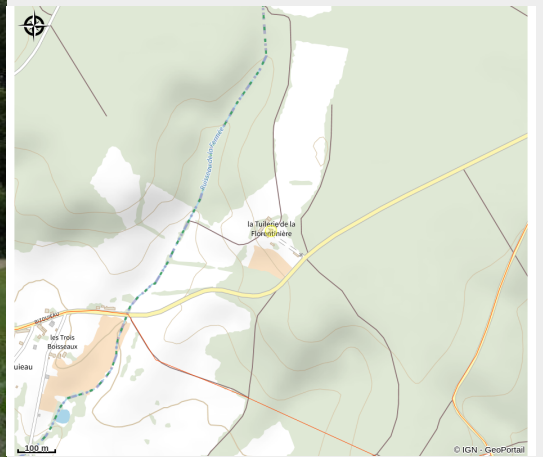 la Tuilerie de la
Florentinière
les Trois
Boisseaux
uieau
100 m
© IGN - GeoPortail